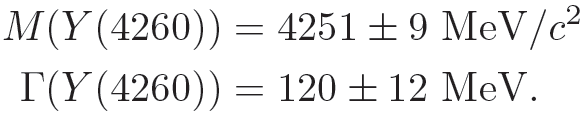 M(Y(4260)) = 4251 ± 9 MeV/c²
Γ(Y(4260)) = 120 ± 12 MeV.